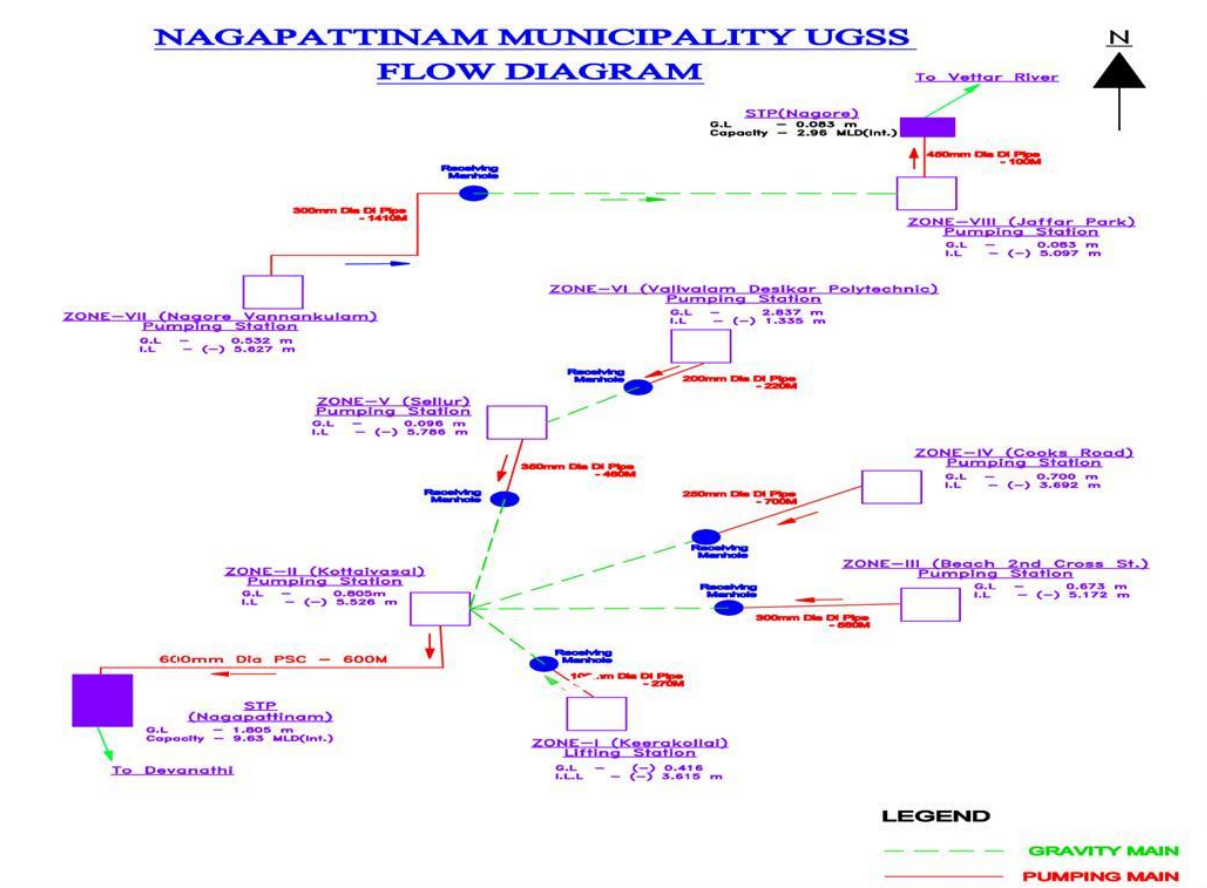 NAGAPATTINAM MUNICIPALITY UGSS
FLOW DIAGRAM
N
To Vettar River
STP(Nagore)
G.L – 0.083 m
Capacity – 2.96 MLD(Int.)
450mm Dia DI Pipe
- 100M
Receiving
Manhole
300mm Dia DI Pipe
- 1410M
ZONE-VIII (Jaffar Park)
Pumping Station
G.L – 0.083 m
I.L – (-) 5.097 m
ZONE-VII (Nagore Vannankulam)
Pumping Station
G.L – 0.532 m
I.L – (-) 5.627 m
ZONE-VI (Valivalam Desikar Polytechnic)
Pumping Station
G.L – 2.837 m
I.L – (-) 1.335 m
Receiving
Manhole
200mm Dia DI Pipe
- 220M
ZONE-V (Sellur)
Pumping Station
G.L – 0.096 m
I.L – (-) 5.786 m
350mm Dia DI Pipe
Receiving
Manhole
ZONE-IV (Cooks Road)
Pumping Station
G.L – 0.700 m
I.L – (-) 3.692 m
250mm Dia DI Pipe
- 700M
Receiving
Manhole
ZONE-II (Kottaivasal)
Pumping Station
G.L – 0.805m
I.L – (-) 5.526 m
ZONE-III (Beach 2nd Cross St.)
Pumping Station
G.L – 0.673 m
I.L – (-) 5.172 m
Receiving
Manhole
300mm Dia DI Pipe
600mm Dia PSC – 600M
Receiving
Manhole
Dia DI Pipe
- 270M
STP
(Nagapattinam)
G.L – 1.805 m
Capacity – 9.63 MLD(Int.)
To Devanathi
ZONE-I (Keerakollai)
Lifting Station
G.L – (-) 0.416
I.L.L – (-) 3.615 m
LEGEND
GRAVITY MAIN
PUMPING MAIN